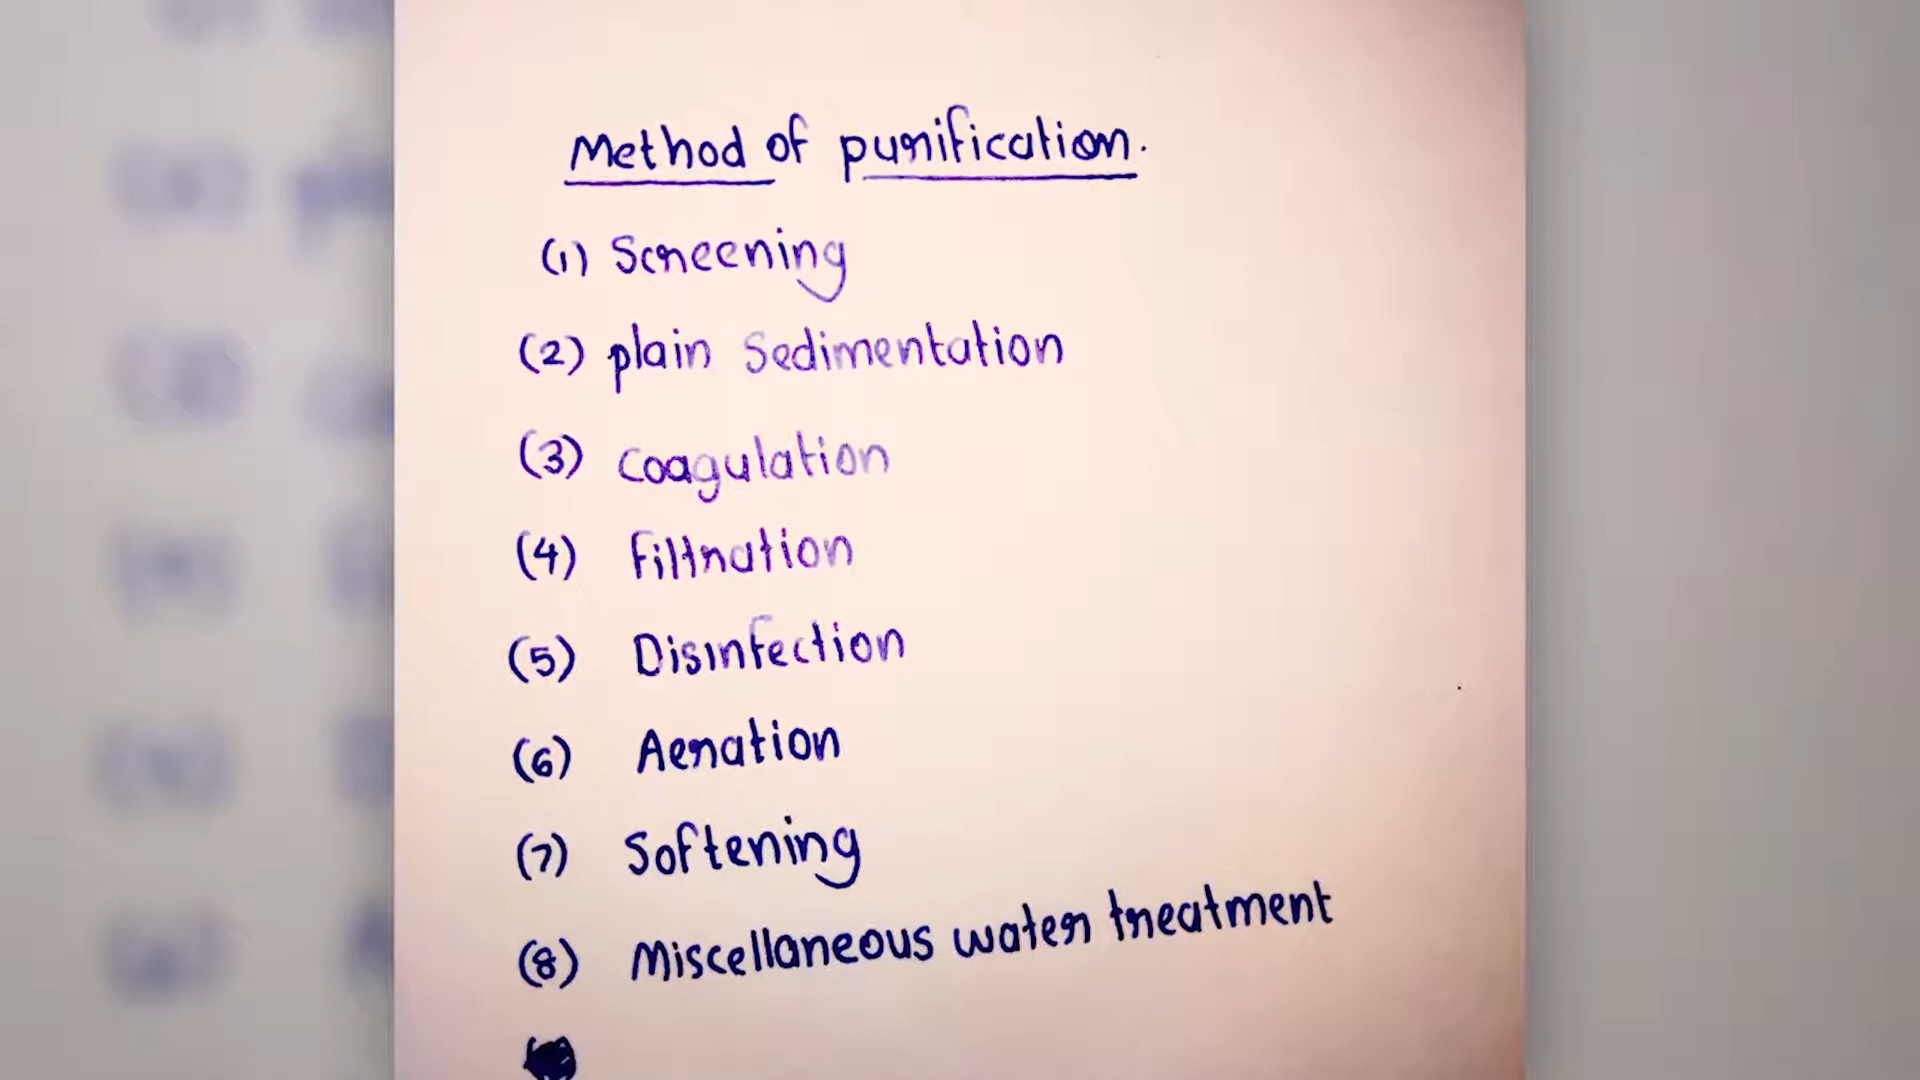 Method of purification.
(1) Screening
(2) plain Sedimentation
(3) Coagulation
(4) Filtration
(5) Disinfection
(6) Aeration
(7) Softening
(8) Miscellaneous water treatment